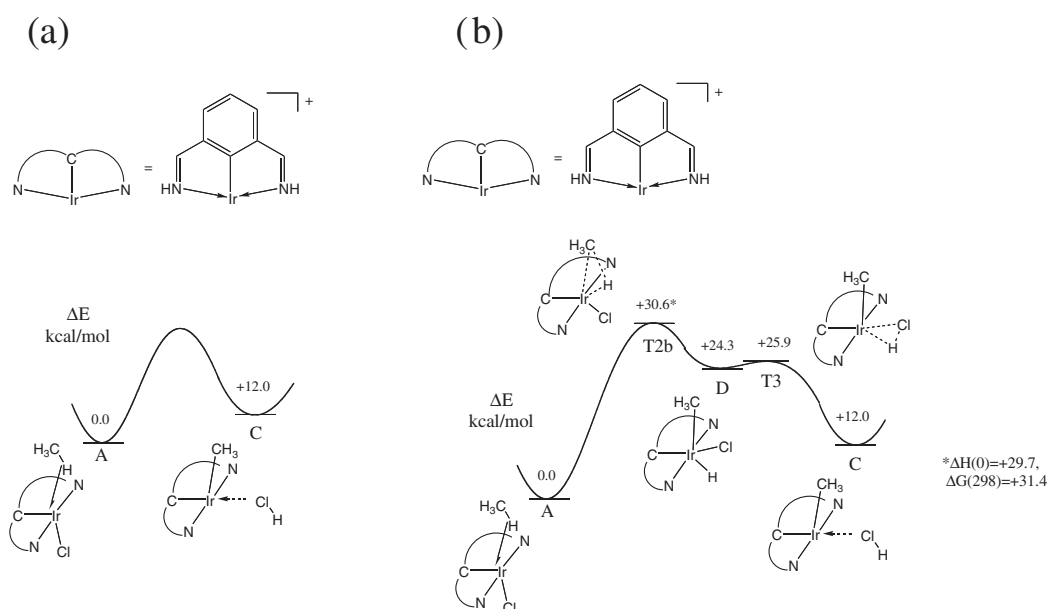 (a)
(b)
+
C
N
N
Ir
=
HN
Ir
NH
+
C
N
N
Ir
=
HN
Ir
NH
ΔE
kcal/mol
0.0
A
+12.0
C
H₃C
H
N
C
Ir
N
Cl
CH₃
N
C
Ir
N
Cl
H
H₃C
N
H
C
Ir
N
Cl
ΔE
kcal/mol
0.0
A
+30.6*
T2b
+24.3
D
+25.9
T3
+12.0
C
H₃C
N
Cl
C
Ir
H
N
H₃C
N
C
Ir
Cl
H
N
H₃C
H
N
C
Ir
N
Cl
CH₃
N
C
Ir
N
Cl
H
*ΔH(0)=+29.7,
ΔG(298)=+31.4